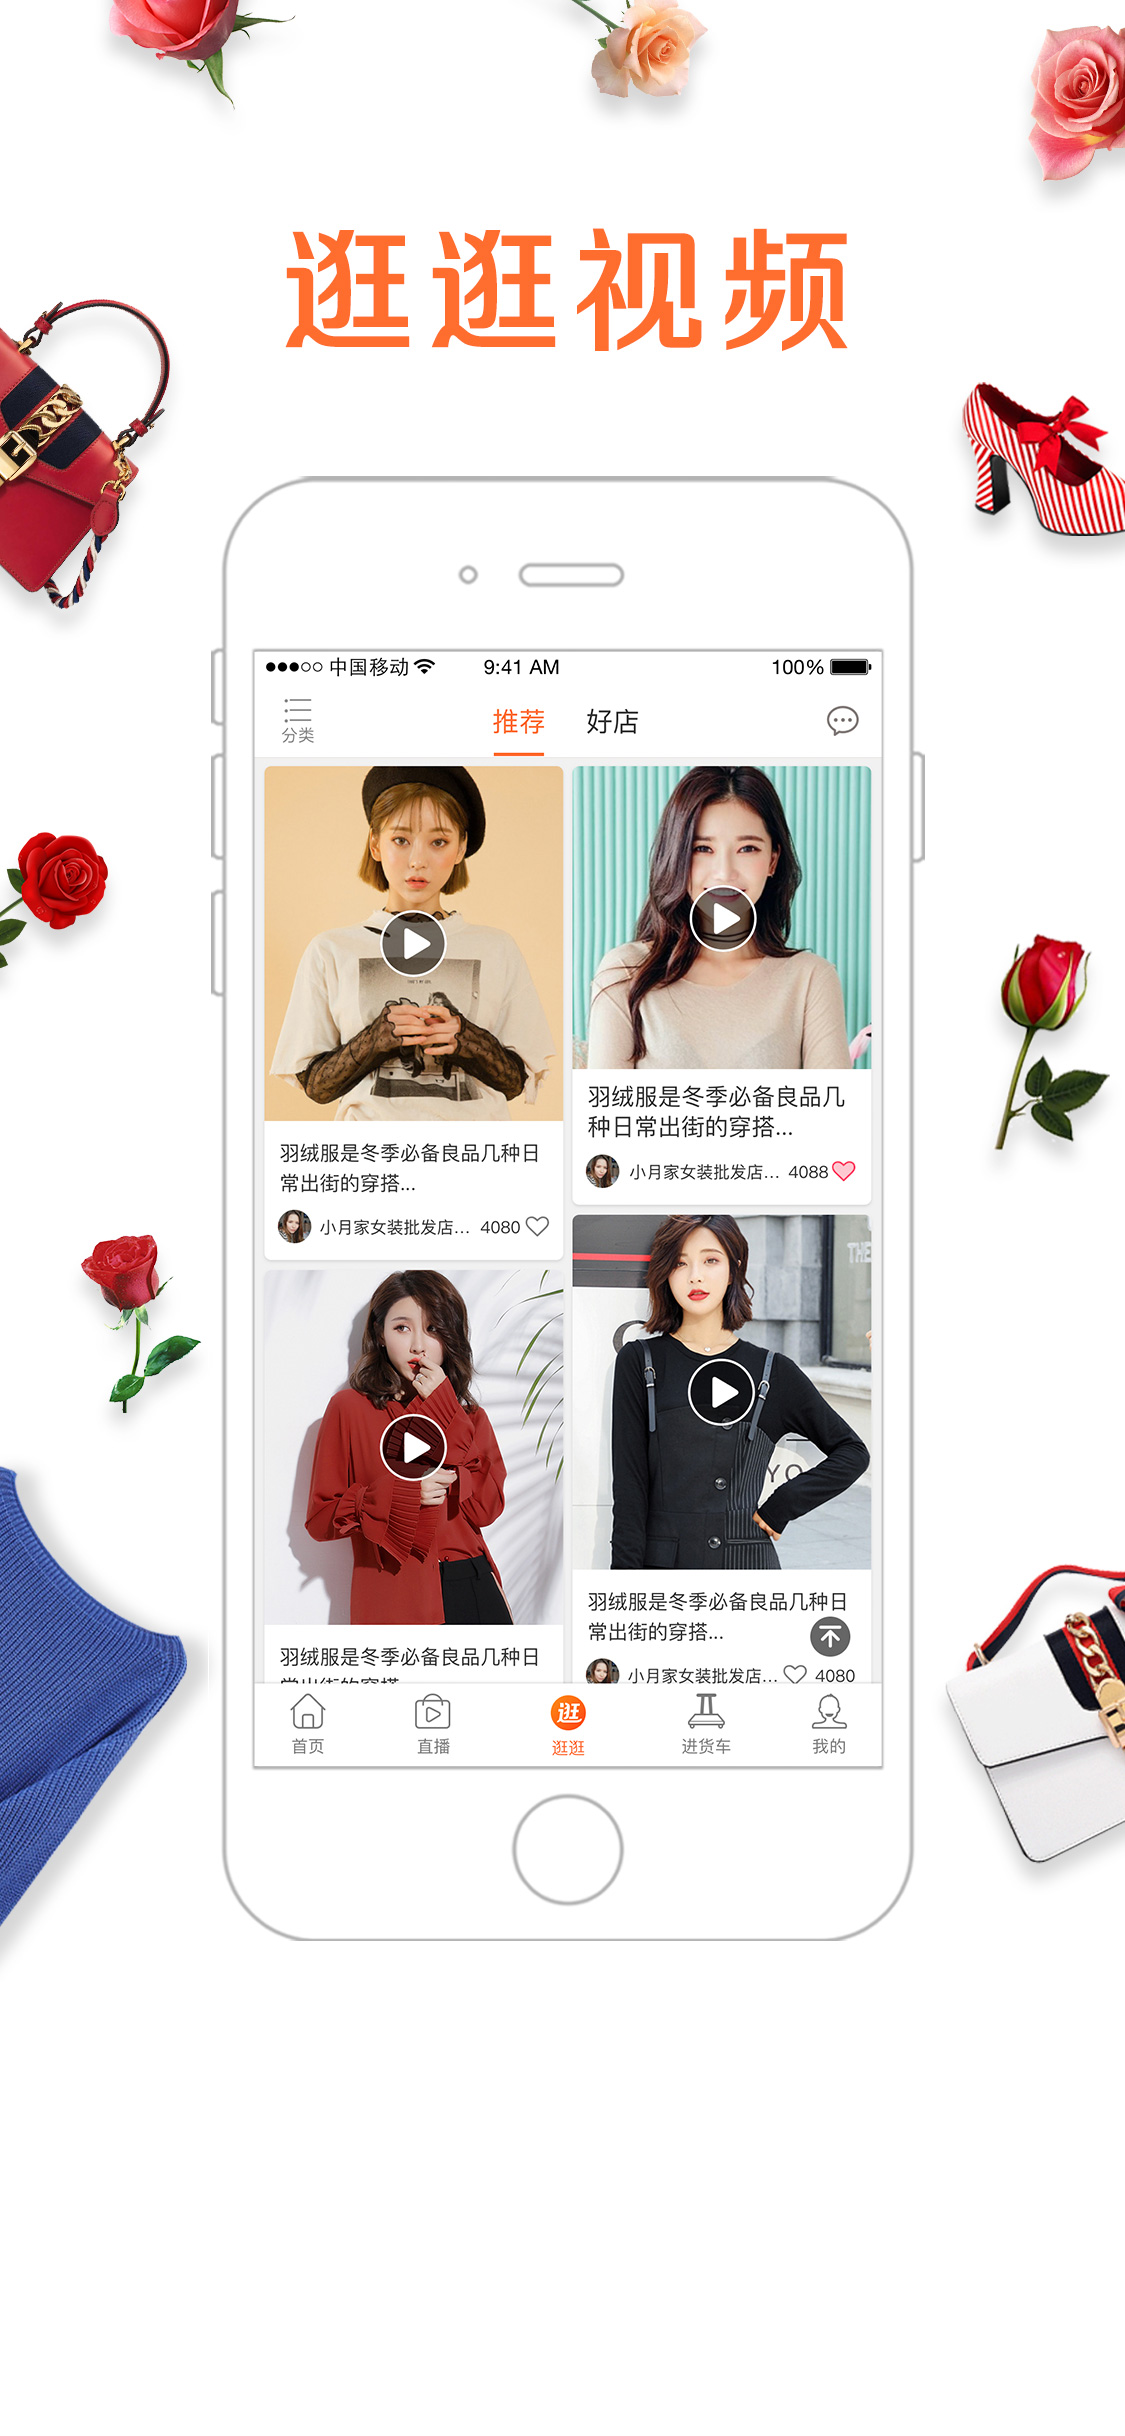 逛逛视频
中国移动 9:41 AM 100%
分类 推荐 好店
羽绒服是冬季必备良品几种日
常出街的穿搭...
小月家女装批发店... 4080
羽绒服是冬季必备良品几
种日常出街的穿搭...
小月家女装批发店... 4088
羽绒服是冬季必备良品几种日
羽绒服是冬季必备良品几种日
常出街的穿搭...
小月家女装批发店... 4080
逛
首页 直播 逛逛 进货车 我的